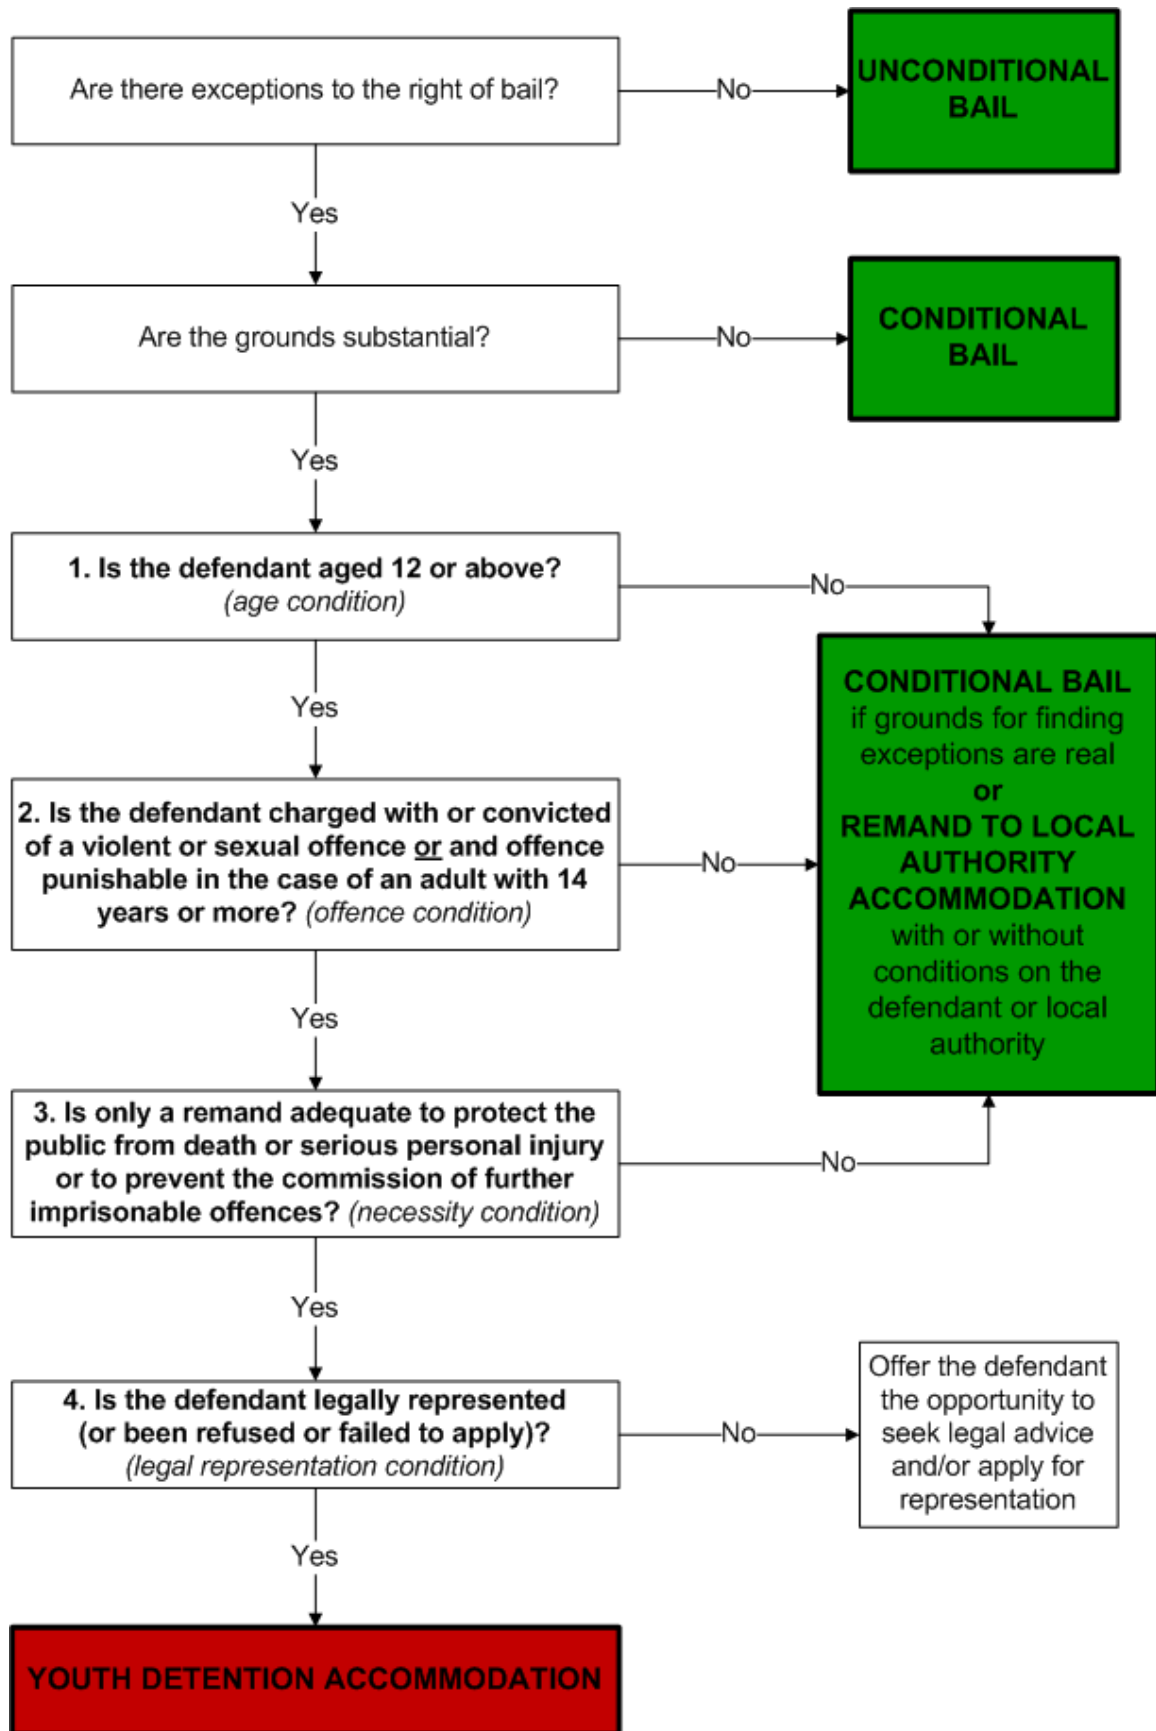 Are there exceptions to the right of bail?
No
UNCONDITIONAL
BAIL
Yes
Are the grounds substantial?
No
CONDITIONAL
BAIL
Yes
1. Is the defendant aged 12 or above?
(age condition)
No
Yes
CONDITIONAL BAIL
if grounds for finding
exceptions are real
or
REMAND TO LOCAL
AUTHORITY
ACCOMMODATION
with or without
conditions on the
defendant or local
authority
2. Is the defendant charged with or convicted
of a violent or sexual offence or and offence
punishable in the case of an adult with 14
years or more? (offence condition)
No
Yes
3. Is only a remand adequate to protect the
public from death or serious personal injury
or to prevent the commission of further
imprisonable offences? (necessity condition)
No
Yes
4. Is the defendant legally represented
(or been refused or failed to apply)?
(legal representation condition)
No
Offer the defendant
the opportunity to
seek legal advice
and/or apply for
representation
Yes
YOUTH DETENTION ACCOMMODATION